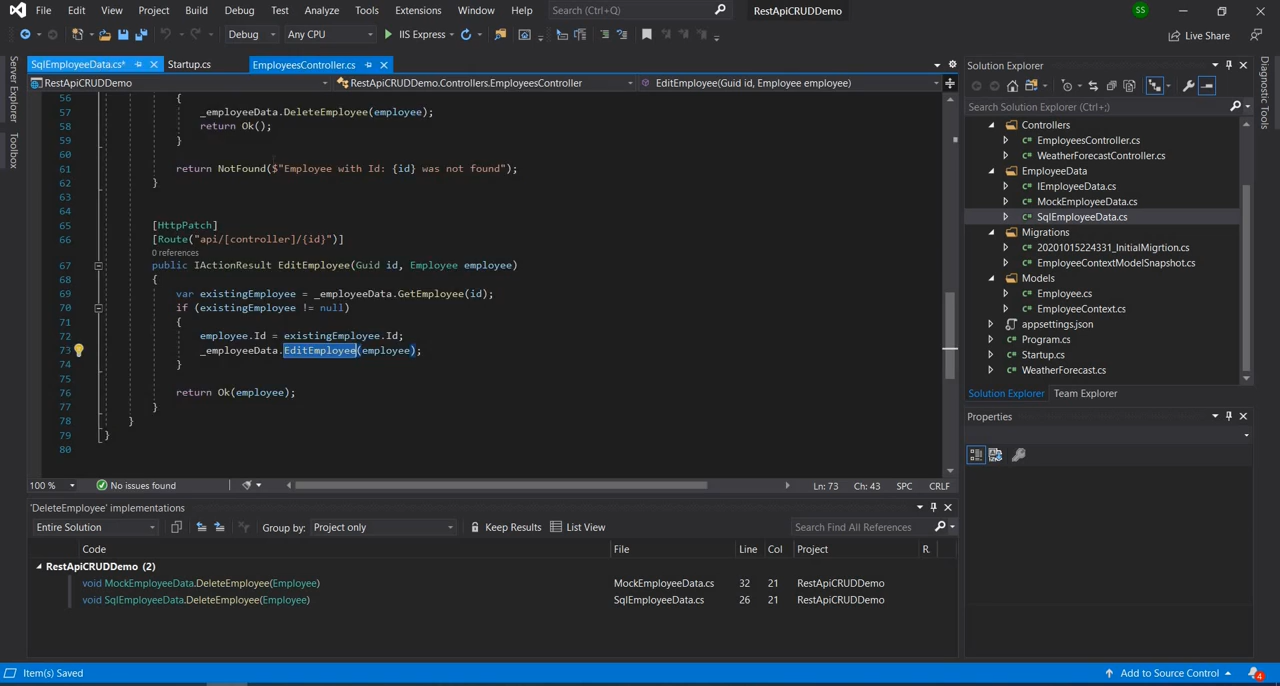 File Edit View Project Build Debug Test Analyze Tools Extensions Window Help Search (Ctrl+;) RestApiCRUDDemo SS
Debug Any CPU IIS Express Live Share
SqlEmployeeData.cs* Startup.cs EmployeesController.cs
RestApiCRUDDemo RestApiCRUDDemo.Controllers.EmployeesController EditEmployee(Guid id, Employee employee)
56 {
57 _employeeData.DeleteEmployee(employee);
58 return Ok();
59 }
60
61 return NotFound($"Employee with Id: {id} was not found");
62 }
63
64
65 [HttpPatch]
66 [Route("api/[controller]/{id}")]
0 references
67 public IActionResult EditEmployee(Guid id, Employee employee)
68 {
69 var existingEmployee = _employeeData.GetEmployee(id);
70 if (existingEmployee != null)
71 {
72 employee.Id = existingEmployee.Id;
73 _employeeData.EditEmployee(employee);
74 }
75
76 return Ok(employee);
77 }
78 }
79 }
80
100 % No issues found Ln: 73 Ch: 43 SPC CRLF
'DeleteEmployee' implementations
Entire Solution Group by: Project only Keep Results List View Search Find All References
Code File Line Col Project R.
RestApiCRUDDemo (2)
void MockEmployeeData.DeleteEmployee(Employee) MockEmployeeData.cs 32 21 RestApiCRUDDemo
void SqlEmployeeData.DeleteEmployee(Employee) SqlEmployeeData.cs 26 21 RestApiCRUDDemo
Item(s) Saved Add to Source Control 4
Server Explorer
Toolbox
Solution Explorer
Search Solution Explorer (Ctrl+;)
Controllers
C# EmployeesController.cs
C# WeatherForecastController.cs
EmployeeData
C# IEmployeeData.cs
C# MockEmployeeData.cs
C# SqlEmployeeData.cs
Migrations
C# 20201015224331_InitialMigrtion.cs
C# EmployeeContextModelSnapshot.cs
Models
C# Employee.cs
C# EmployeeContext.cs
appsettings.json
C# Program.cs
C# Startup.cs
C# WeatherForecast.cs
Solution Explorer Team Explorer
Properties
Diagnostic Tools